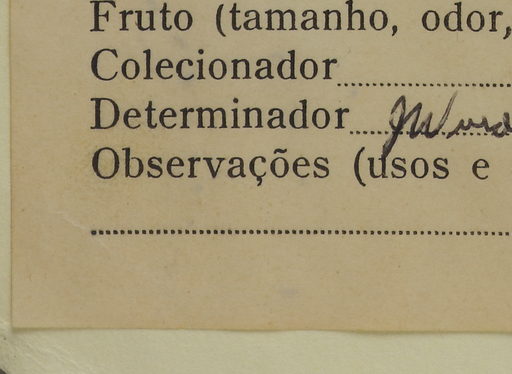 Fruto (tamanho, odor,
Colecionador
Determinador
Observações (usos e